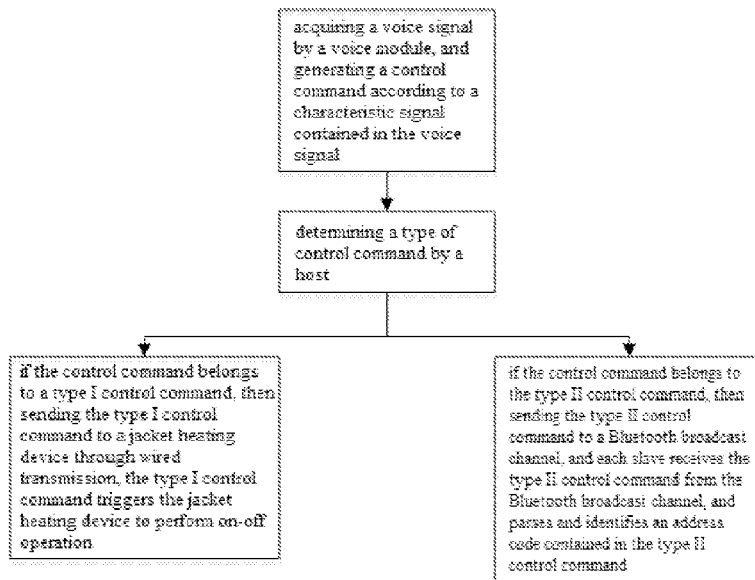 acquiring a voice signal
by a voice module, and
generating a control
command according to a
characteristic signal
contained in the voice
signal
determining a type of
control command by a
host
if the control command belongs
to a type I control command, then
sending the type I control
command to a jacket heating
device through wired
transmission, the type I control
command triggers the jacket
heating device to perform on-off
operation
if the control command belongs to
the type II control command, then
sending the type II control
command to a Bluetooth broadcast
channel, and each slave receives the
type II control command from the
Bluetooth broadcast channel, and
parses and identifies an address
code contained in the type II
control command